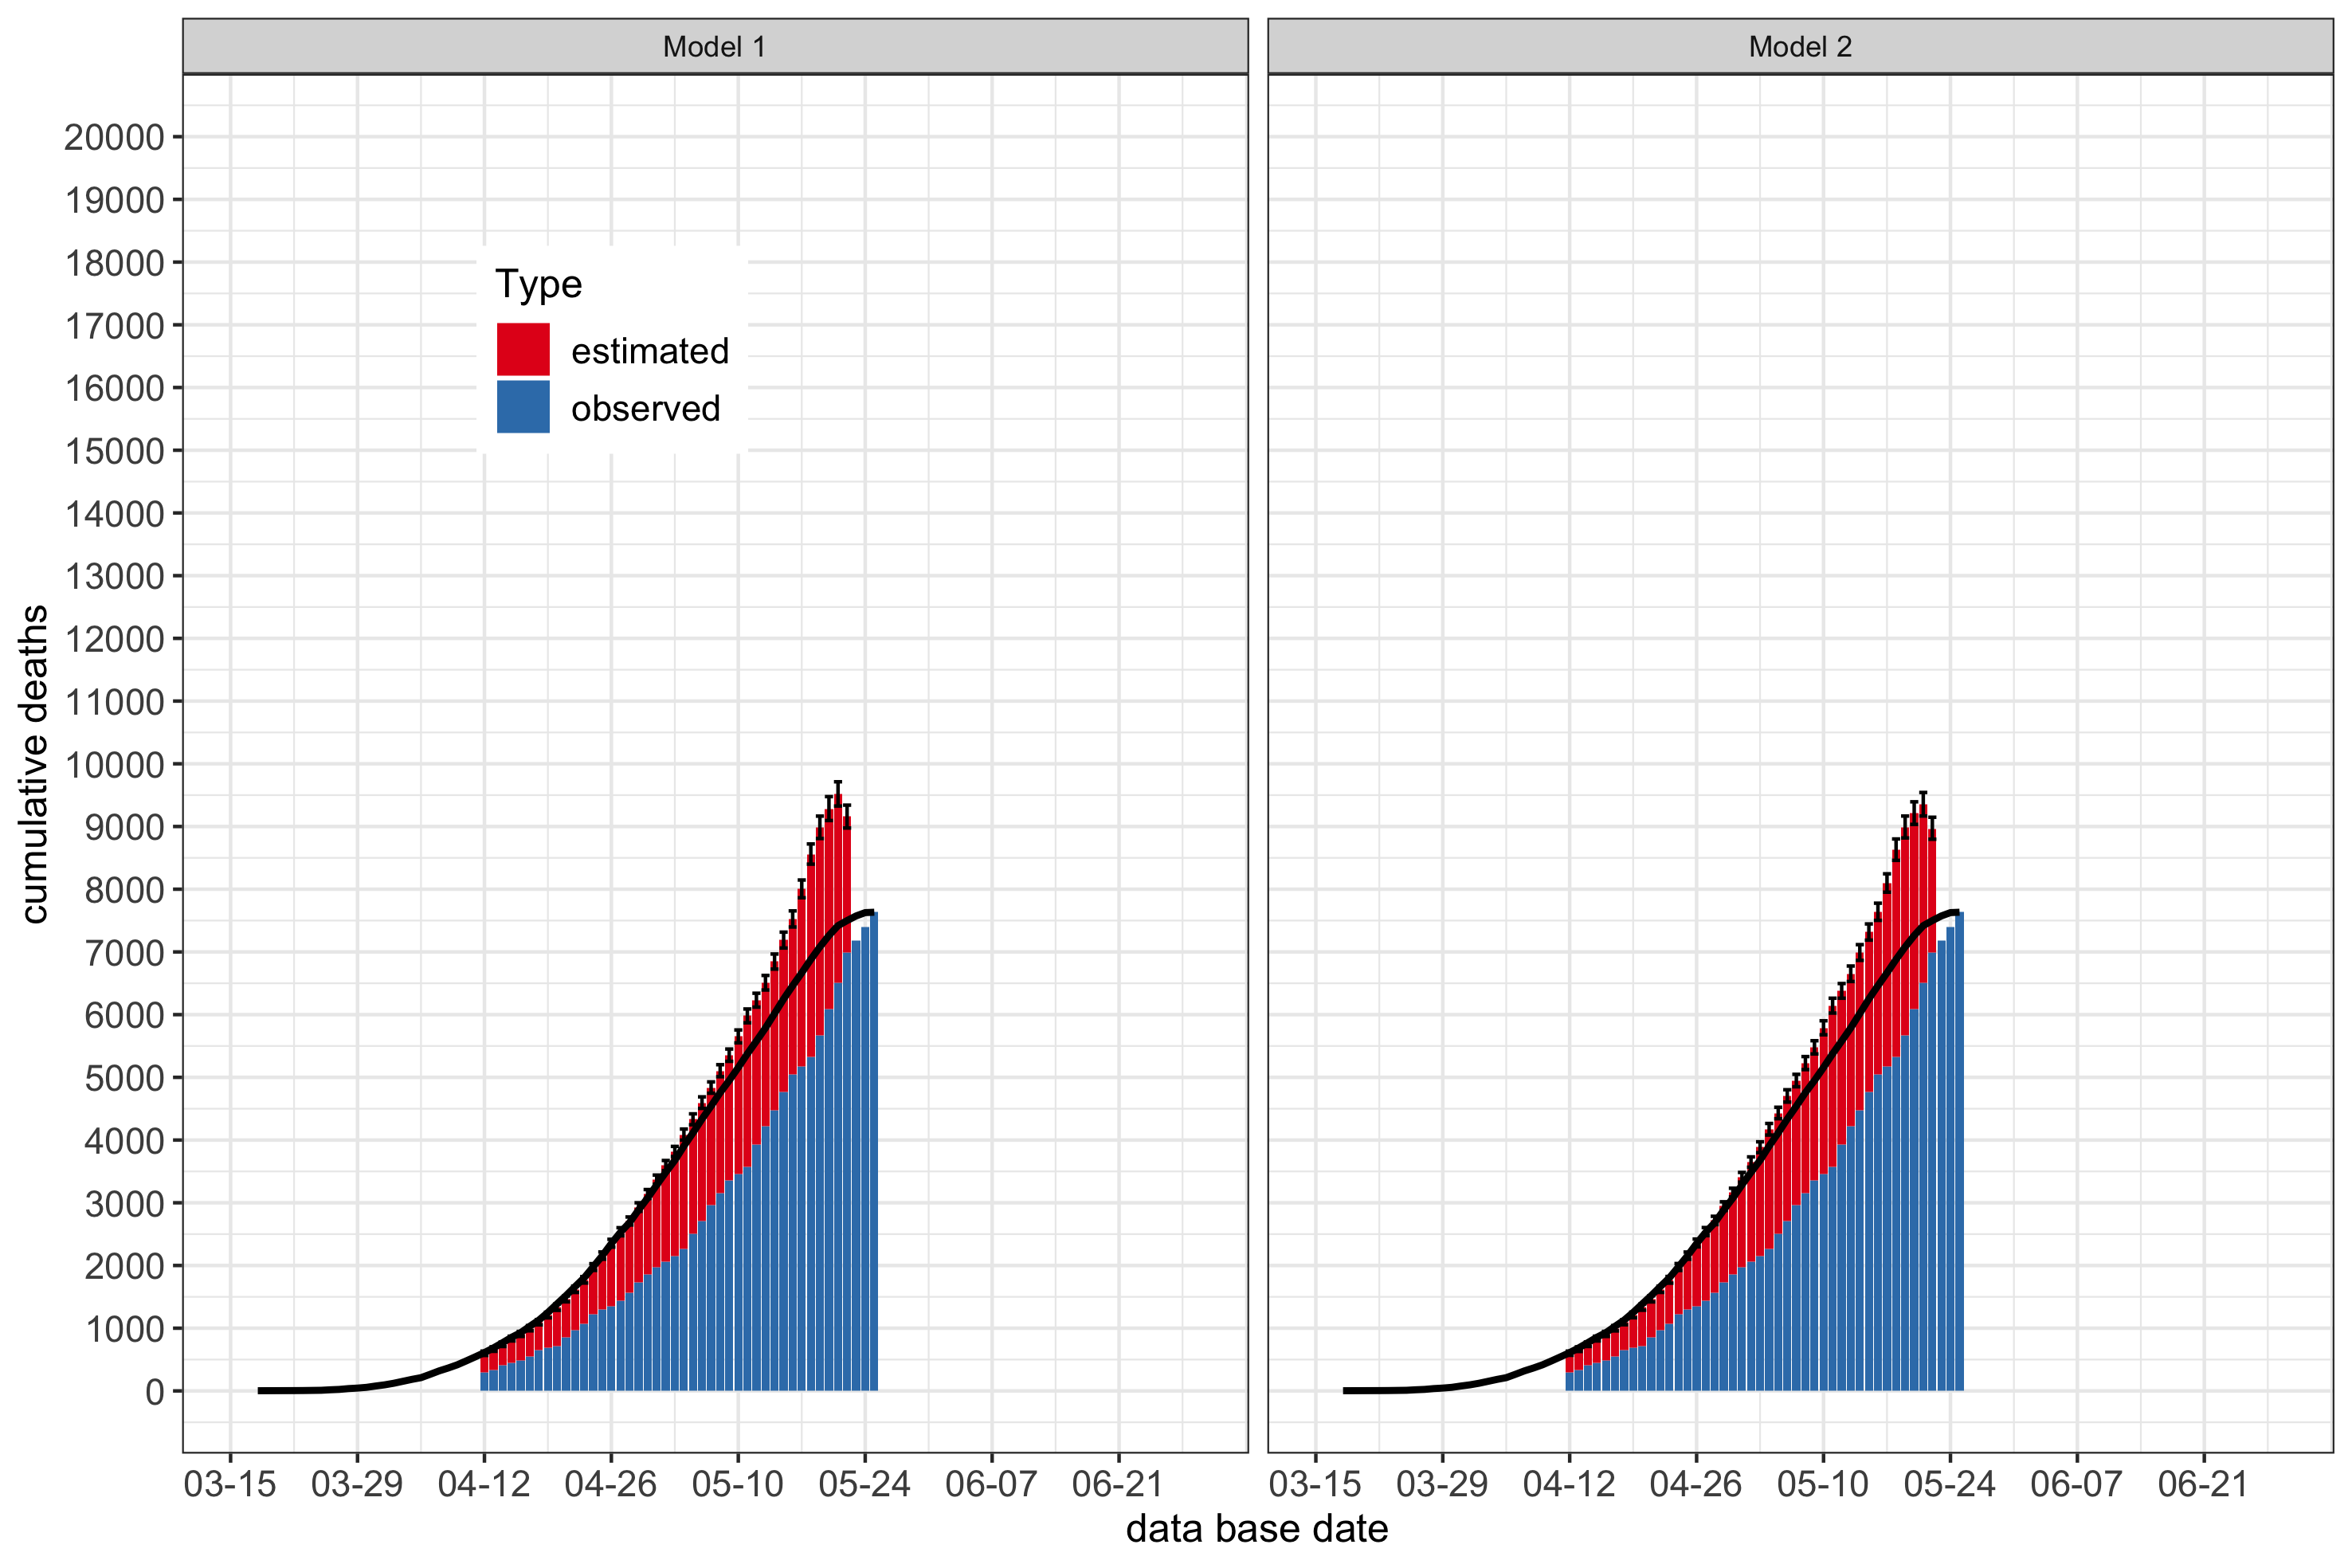 Model 1
Model 2
20000
19000
18000
17000
16000
15000
14000
13000
12000
11000
10000
9000
8000
7000
6000
5000
4000
3000
2000
1000
0
cumulative deaths
Type
estimated
observed
03-15 03-29 04-12 04-26 05-10 05-24 06-07 06-21
03-15 03-29 04-12 04-26 05-10 05-24 06-07 06-21
data base date